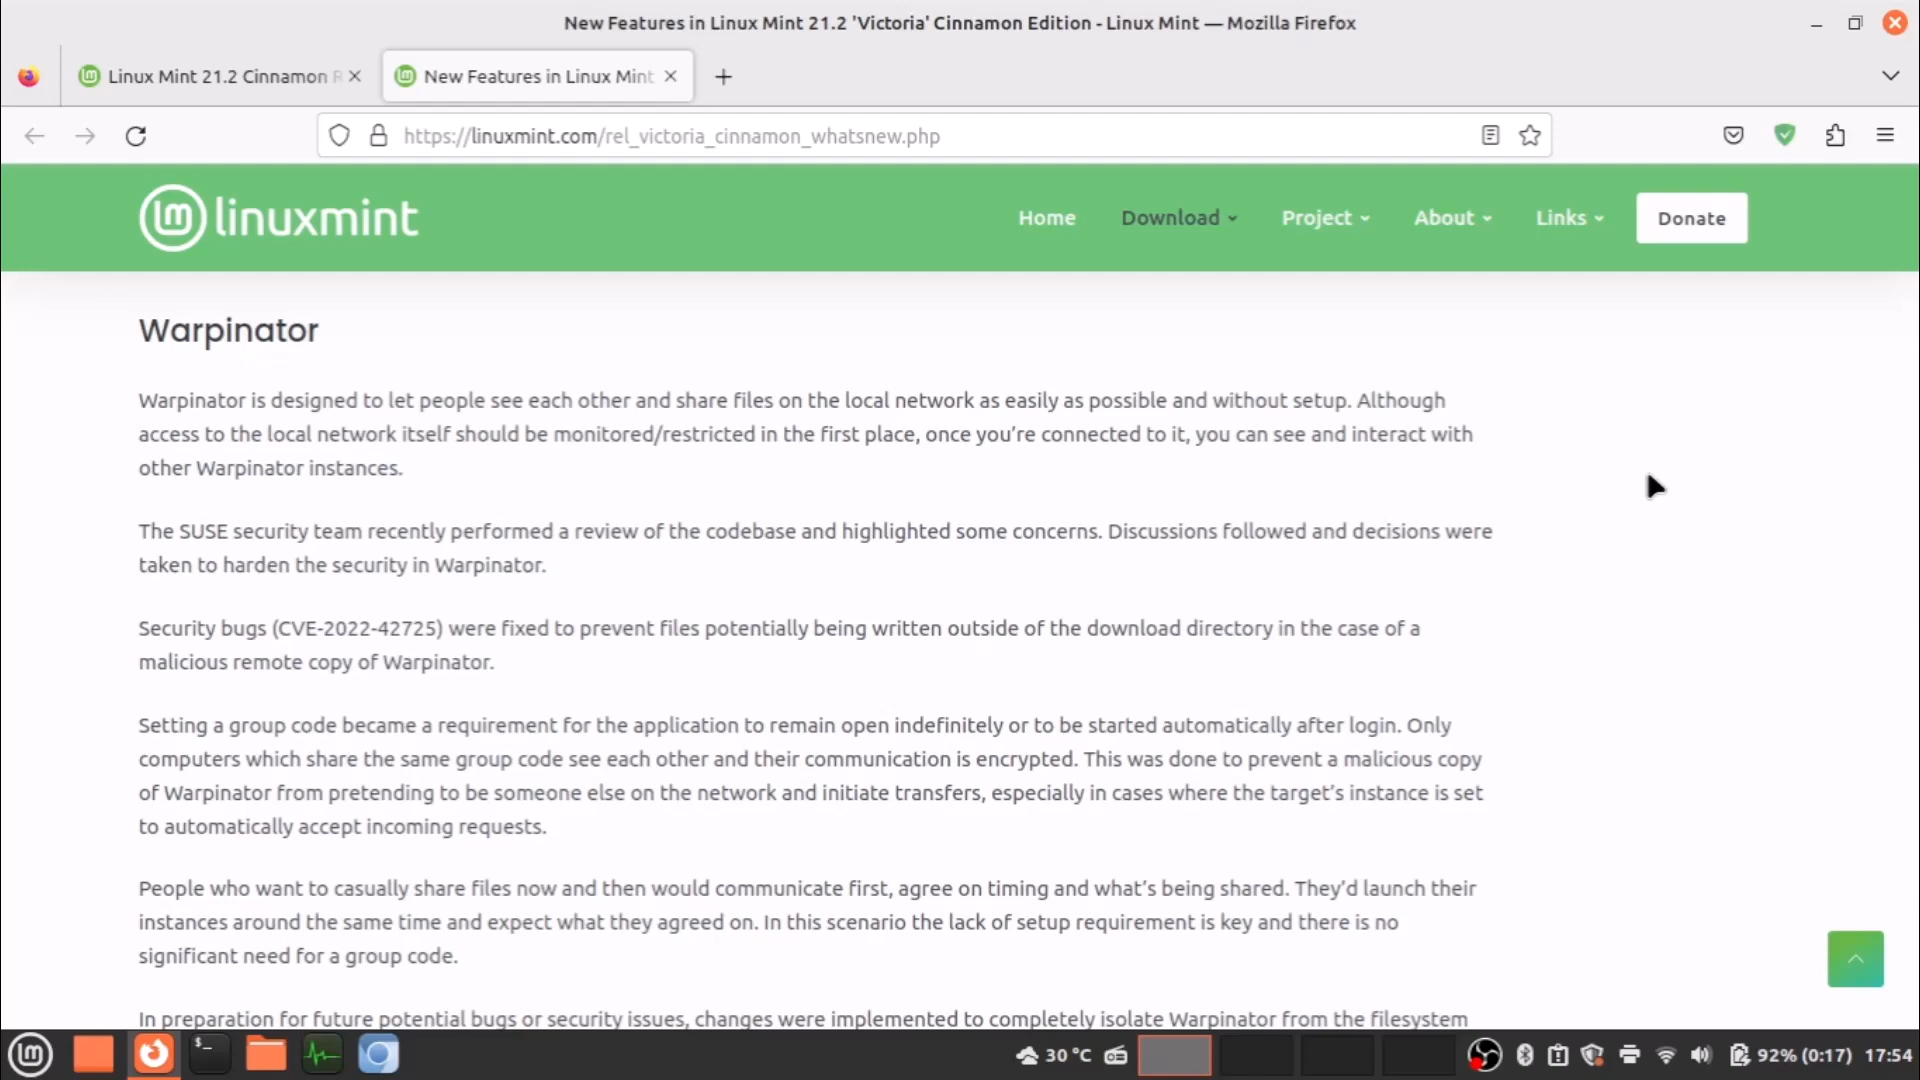 New Features in Linux Mint 21.2 'Victoria' Cinnamon Edition - Linux Mint — Mozilla Firefox
Linux Mint 21.2 Cinnamon R
New Features in Linux Mint
https://linuxmint.com/rel_victoria_cinnamon_whatsnew.php
linuxmint
Home
Download
Project
About
Links
Donate
Warpinator
Warpinator is designed to let people see each other and share files on the local network as easily as possible and without setup. Although
access to the local network itself should be monitored/restricted in the first place, once you’re connected to it, you can see and interact with
other Warpinator instances.
The SUSE security team recently performed a review of the codebase and highlighted some concerns. Discussions followed and decisions were
taken to harden the security in Warpinator.
Security bugs (CVE-2022-42725) were fixed to prevent files potentially being written outside of the download directory in the case of a
malicious remote copy of Warpinator.
Setting a group code became a requirement for the application to remain open indefinitely or to be started automatically after login. Only
computers which share the same group code see each other and their communication is encrypted. This was done to prevent a malicious copy
of Warpinator from pretending to be someone else on the network and initiate transfers, especially in cases where the target’s instance is set
to automatically accept incoming requests.
People who want to casually share files now and then would communicate first, agree on timing and what’s being shared. They’d launch their
instances around the same time and expect what they agreed on. In this scenario the lack of setup requirement is key and there is no
significant need for a group code.
In preparation for future potential bugs or security issues, changes were implemented to completely isolate Warpinator from the filesystem
30 °C
92% (0:17)
17:54